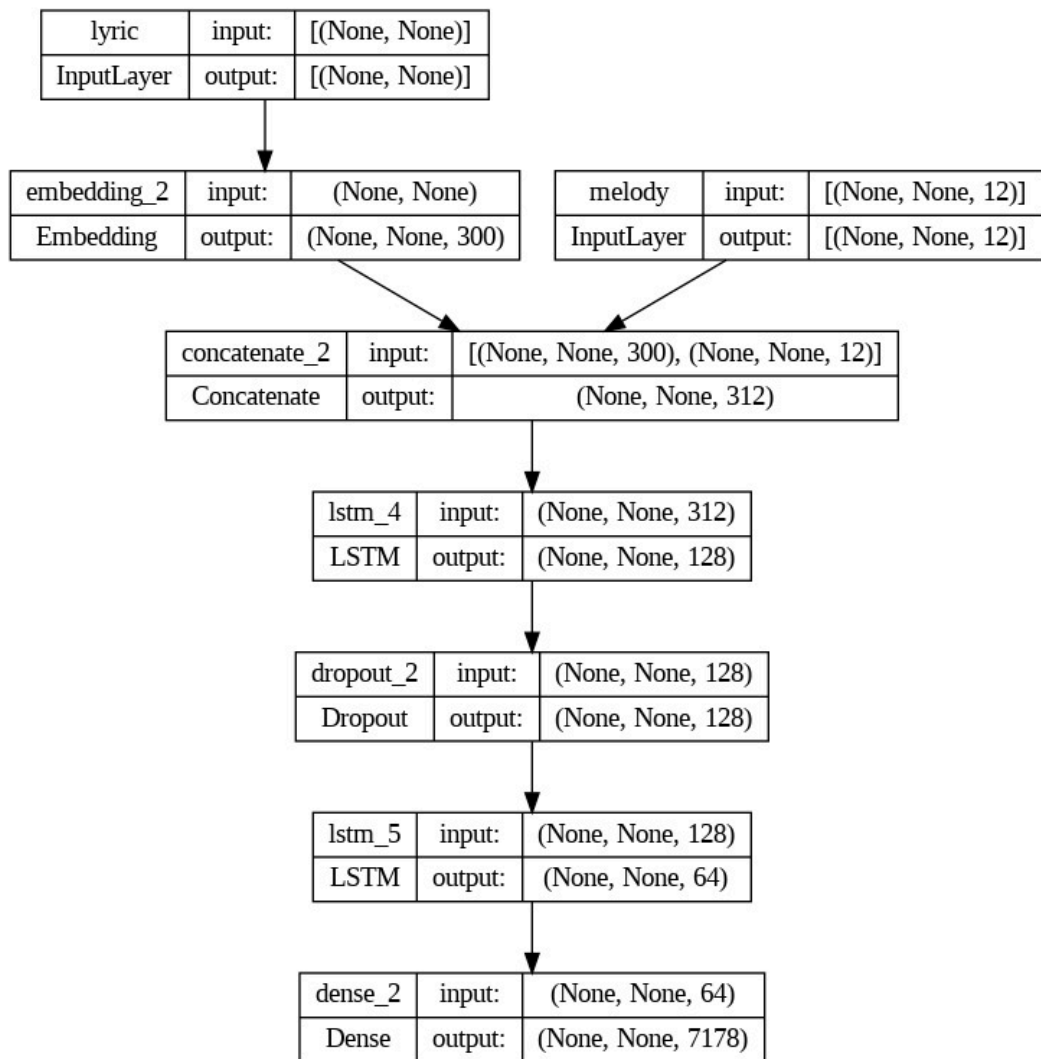 lyric input: [(None, None)]
InputLayer output: [(None, None)]
embedding_2 input: (None, None)
Embedding output: (None, None, 300)
melody input: [(None, None, 12)]
InputLayer output: [(None, None, 12)]
concatenate_2 input: [(None, None, 300), (None, None, 12)]
Concatenate output: (None, None, 312)
lstm_4 input: (None, None, 312)
LSTM output: (None, None, 128)
dropout_2 input: (None, None, 128)
Dropout output: (None, None, 128)
lstm_5 input: (None, None, 128)
LSTM output: (None, None, 64)
dense_2 input: (None, None, 64)
Dense output: (None, None, 7178)